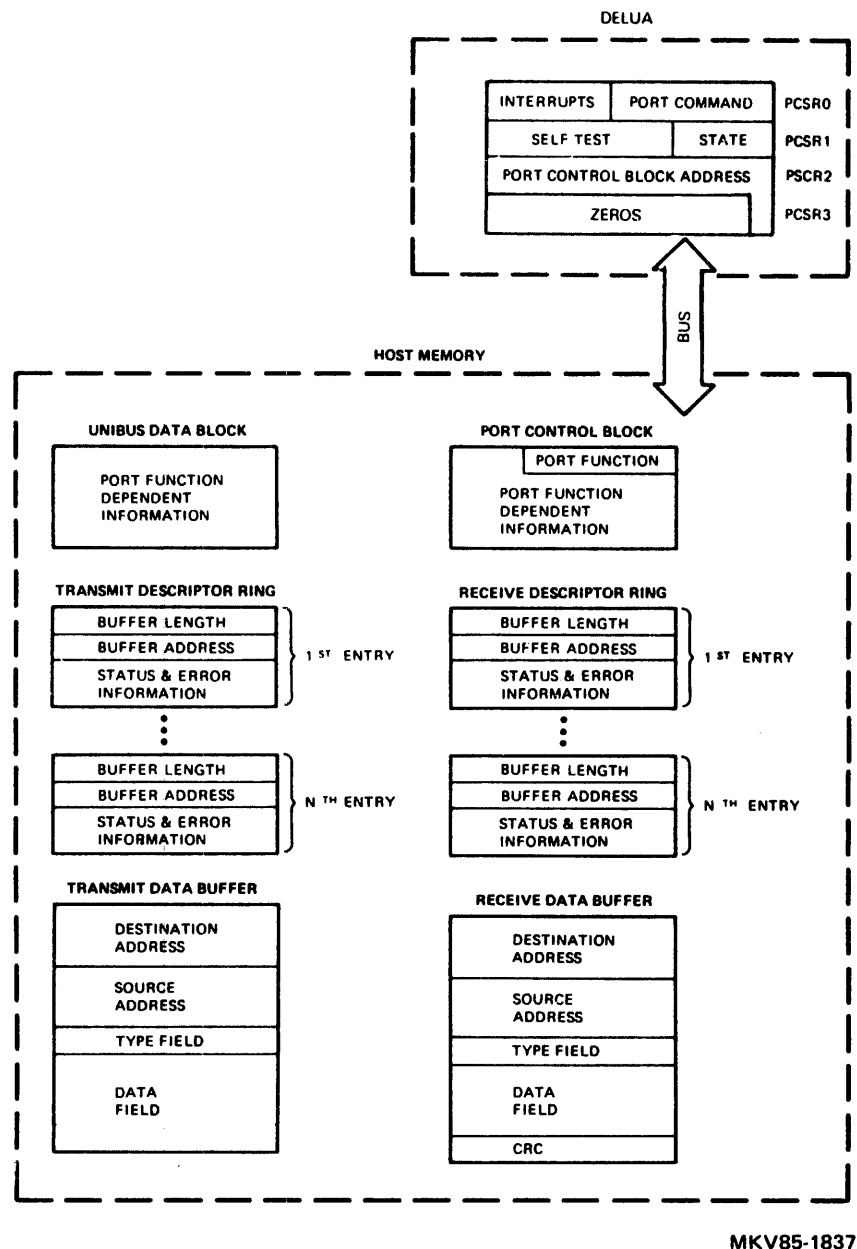 DELUA
INTERRUPTS PORT COMMAND PCSR0
SELF TEST STATE PCSR1
PORT CONTROL BLOCK ADDRESS PSCR2
ZEROS PCSR3
BUS
HOST MEMORY
UNIBUS DATA BLOCK
PORT FUNCTION
DEPENDENT
INFORMATION
PORT CONTROL BLOCK
PORT FUNCTION
PORT FUNCTION
DEPENDENT
INFORMATION
TRANSMIT DESCRIPTOR RING
BUFFER LENGTH
BUFFER ADDRESS
STATUS & ERROR
INFORMATION
1 ST ENTRY
BUFFER LENGTH
BUFFER ADDRESS
STATUS & ERROR
INFORMATION
N TH ENTRY
RECEIVE DESCRIPTOR RING
BUFFER LENGTH
BUFFER ADDRESS
STATUS & ERROR
INFORMATION
1 ST ENTRY
BUFFER LENGTH
BUFFER ADDRESS
STATUS & ERROR
INFORMATION
N TH ENTRY
TRANSMIT DATA BUFFER
DESTINATION
ADDRESS
SOURCE
ADDRESS
TYPE FIELD
DATA
FIELD
RECEIVE DATA BUFFER
DESTINATION
ADDRESS
SOURCE
ADDRESS
TYPE FIELD
DATA
FIELD
CRC
MKV85-1837